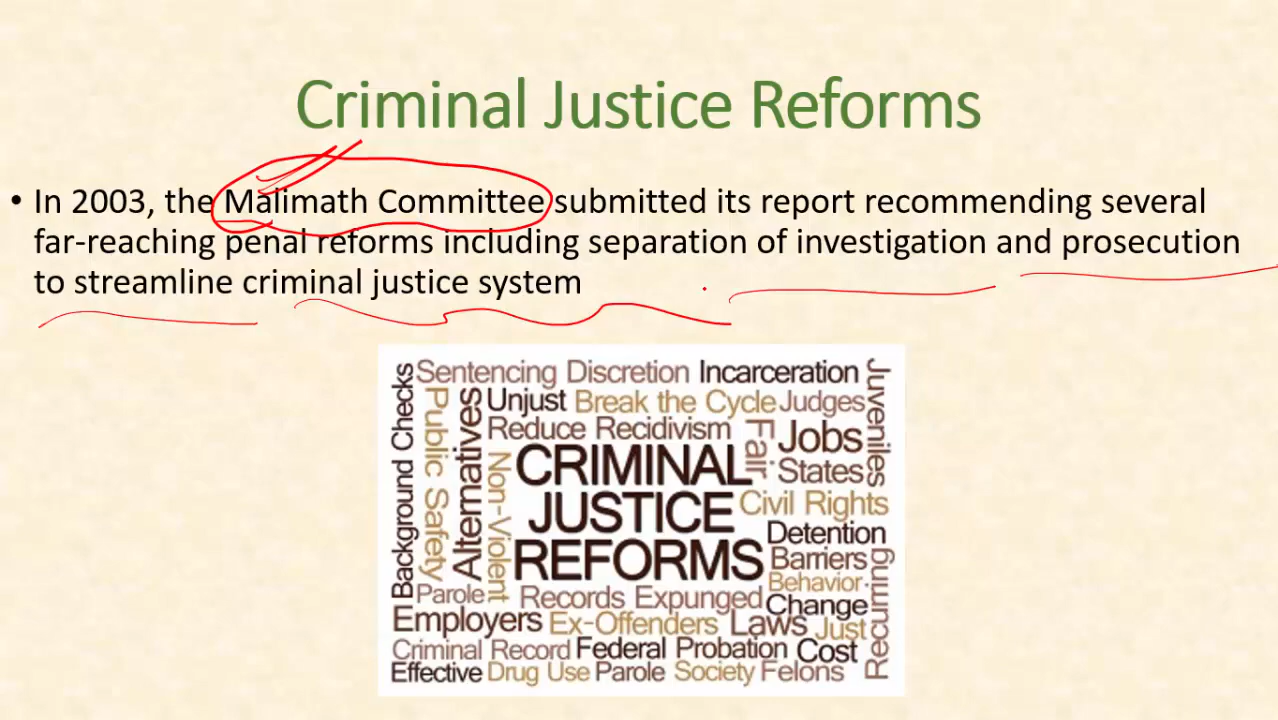 Criminal Justice Reforms
• In 2003, the Malimath Committee submitted its report recommending several
far-reaching penal reforms including separation of investigation and prosecution
to streamline criminal justice system
Background Checks
Sentencing Discretion
Incarceration
Juveniles
Public Safety
Alternatives
Unjust
Break the Cycle
Judges
Reduce Recidivism
Fair
Jobs
Non-Violent
CRIMINAL
JUSTICE
REFORMS
States
Civil Rights
Detention
Barriers
Behavior
Recurring
Parole
Records Expunged
Change
Employers
Ex-Offenders
Laws
Just
Criminal Record
Federal Probation
Cost
Effective
Drug Use
Parole
Society
Felons